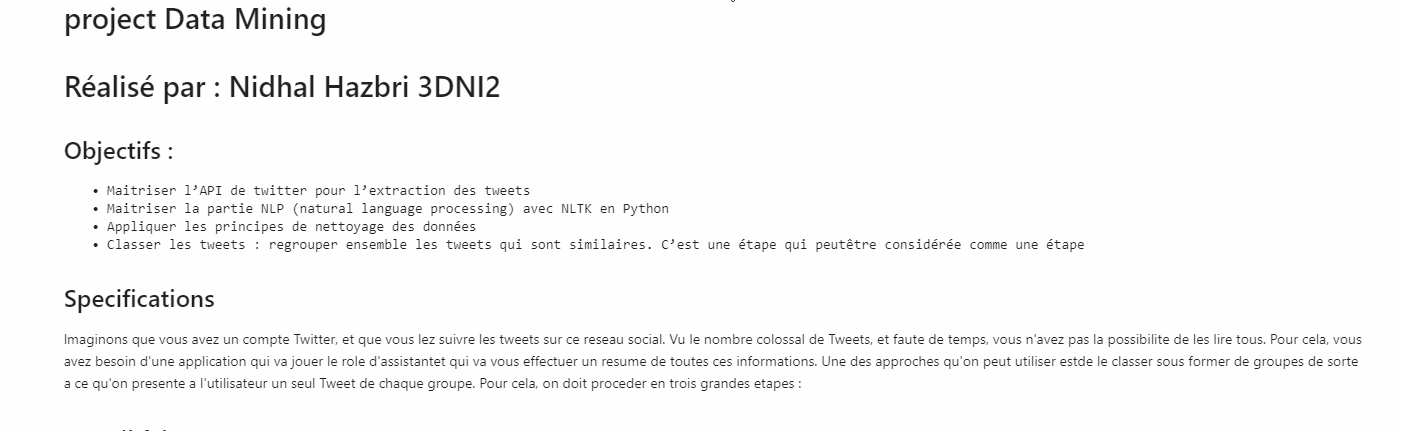 project Data Mining
Réalisé par : Nidhal Hazbri 3DNI2
Objectifs :
• Maitriser l’API de twitter pour l’extraction des tweets
• Maitriser la partie NLP (natural language processing) avec NLTK en Python
• Appliquer les principes de nettoyage des données
• Classer les tweets : regrouper ensemble les tweets qui sont similaires. C’est une étape qui peutêtre considérée comme une étape
Specifications
Imaginons que vous avez un compte Twitter, et que vous lez suivre les tweets sur ce reseau social. Vu le nombre colossal de Tweets, et faute de temps, vous n'avez pas la possibilite de les lire tous. Pour cela, vous
avez besoin d'une application qui va jouer le role d'assistantet qui va vous effectuer un resume de toutes ces informations. Une des approches qu'on peut utiliser estde le classer sous former de groupes de sorte
a ce qu'on presente a l'utilisateur un seul Tweet de chaque groupe. Pour cela, on doit proceder en trois grandes etapes :